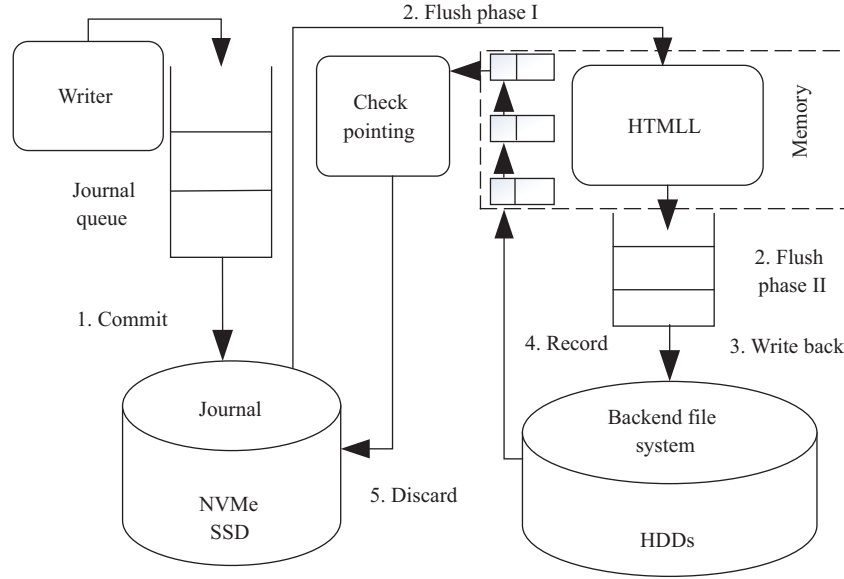 2. Flush phase I
Writer
Check
pointing
HTMLL
Memory
Journal
queue
2. Flush
phase II
1. Commit
4. Record
3. Write back
Journal
Backend file
system
5. Discard
NVMe
SSD
HDDs